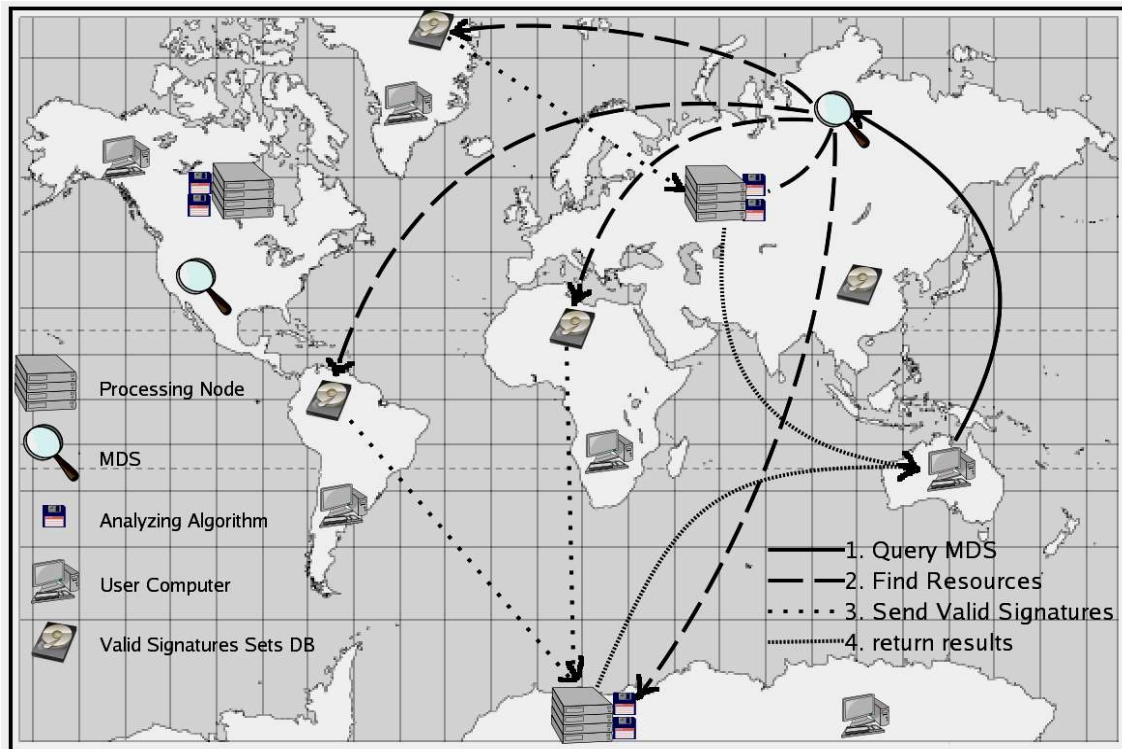 Processing Node
MDS
Analyzing Algorithm
User Computer
Valid Signatures Sets DB
1. Query MDS
2. Find Resources
3. Send Valid Signatures
4. return results